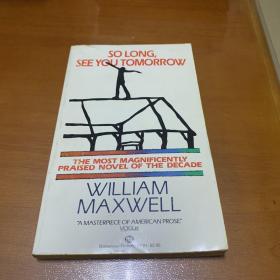 SO LONG,
SEE YOU TOMORROW
THE MOST MAGNIFICENTLY
PRAISED NOVEL OF THE DECADE
WILLIAM
MAXWELL
"A MASTERPIECE OF AMERICAN PROSE."
VOGUE